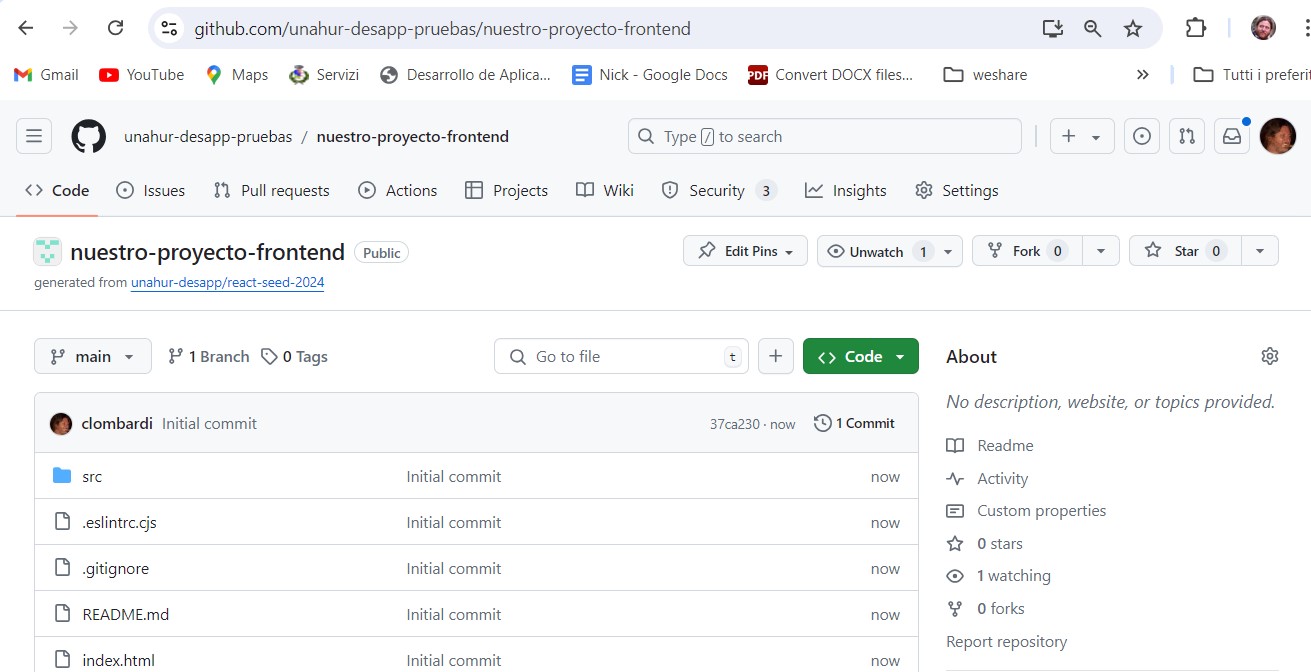 github.com/unahur-desapp-pruebas/nuestro-proyecto-frontend
Gmail YouTube Maps Servizi Desarrollo de Aplica... Nick - Google Docs PDF Convert DOCX files... weshare » Tutti i preferit
unahur-desapp-pruebas / nuestro-proyecto-frontend Type / to search
Code Issues Pull requests Actions Projects Wiki Security 3 Insights Settings
nuestro-proyecto-frontend Public Edit Pins Unwatch 1 Fork 0 Star 0
generated from unahur-desapp/react-seed-2024
main 1 Branch 0 Tags Go to file t Code About
No description, website, or topics provided.
clombardi Initial commit 37ca230 · now 1 Commit
Readme
src Initial commit now
Activity
Custom properties
.eslintrc.cjs Initial commit now
0 stars
.gitignore Initial commit now
1 watching
README.md Initial commit now
0 forks
Report repository
index.html Initial commit now